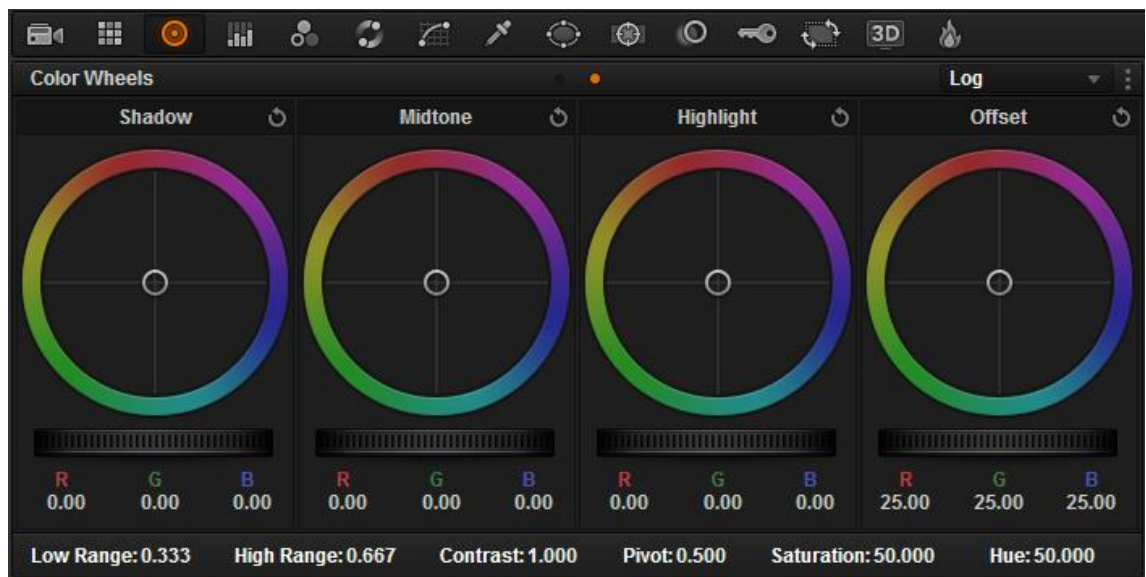 3D
Color Wheels Log
Shadow Midtone Highlight Offset
R G B R G B R G B R G B
0.00 0.00 0.00 0.00 0.00 0.00 0.00 0.00 0.00 25.00 25.00 25.00
Low Range: 0.333 High Range: 0.667 Contrast: 1.000 Pivot: 0.500 Saturation: 50.000 Hue: 50.000